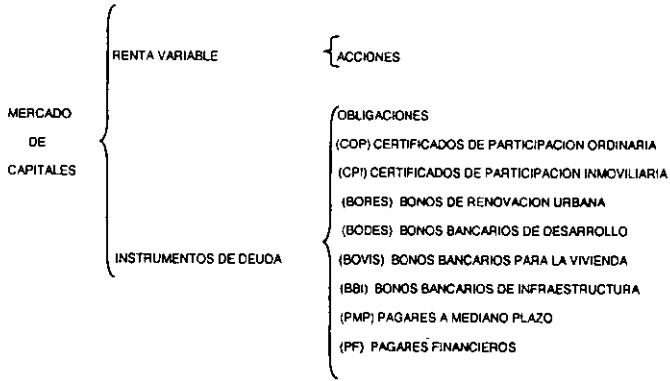 RENTA VARIABLE
ACCIONES
MERCADO
DE
CAPITALES
INSTRUMENTOS DE DEUDA
OBLIGACIONES
(COP) CERTIFICADOS DE PARTICIPACION ORDINARIA
(CPI) CERTIFICADOS DE PARTICIPACION INMOVILIARIA
(BORES) BONOS DE RENOVACION URBANA
(BODES) BONOS BANCARIOS DE DESARROLLO
(BOVIS) BONOS BANCARIOS PARA LA VIVIENDA
(BBI) BONOS BANCARIOS DE INFRAESTRUCTURA
(PMP) PAGARES A MEDIANO PLAZO
(PF) PAGARES FINANCIEROS